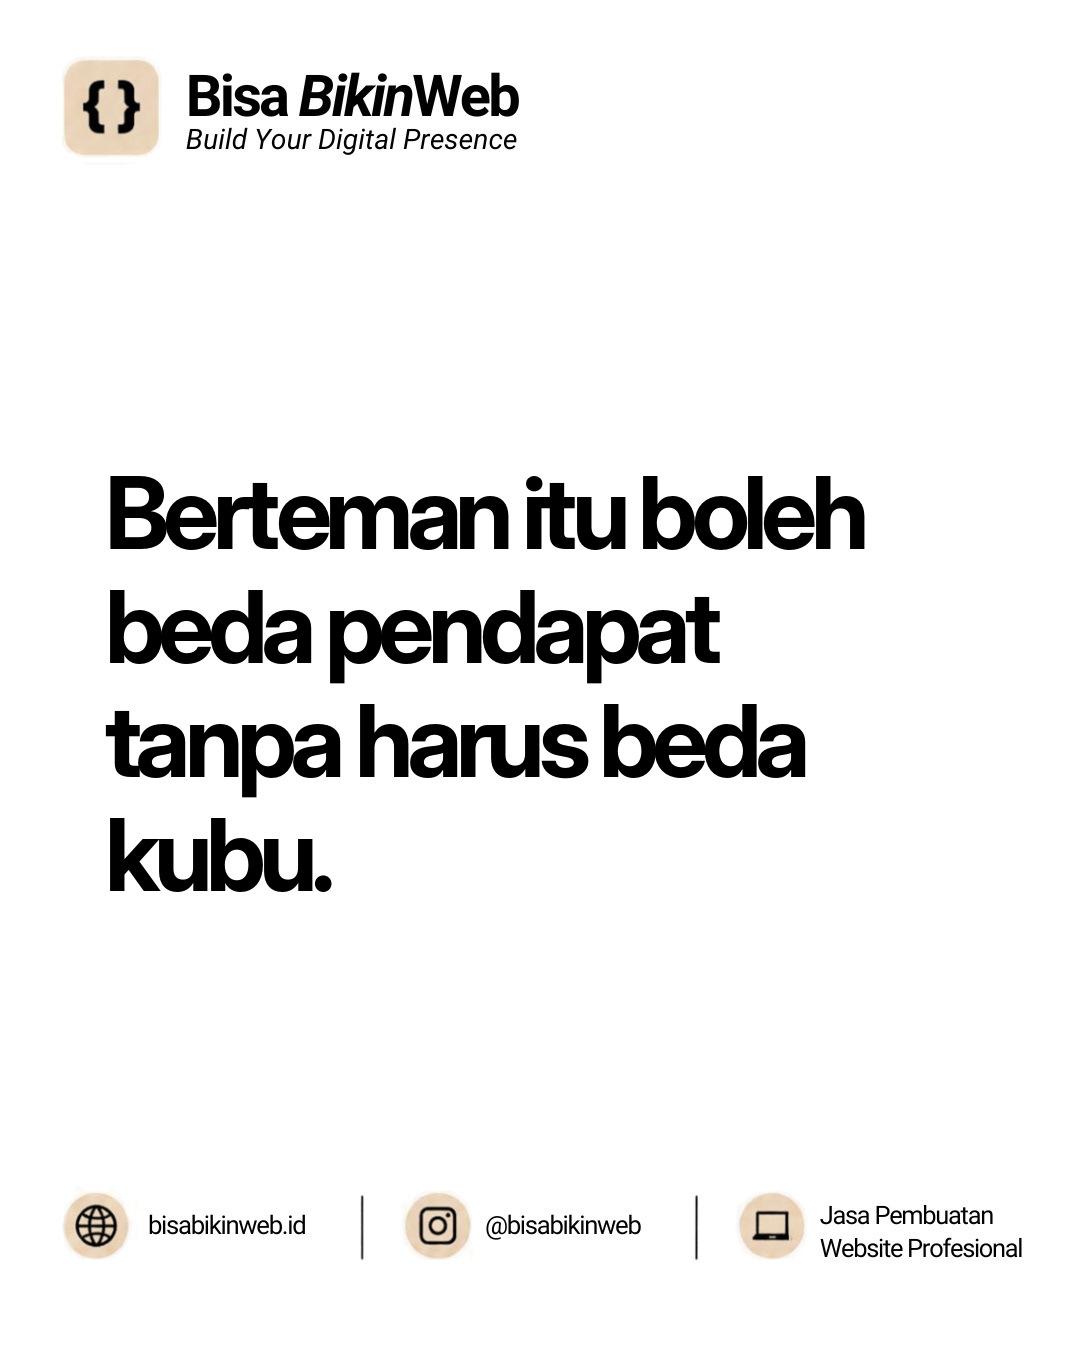 Bisa BikinWeb
Build Your Digital Presence
Berteman itu boleh
beda pendapat
tanpa harus beda
kubu.
bisabikinweb.id
@bisabikinweb
Jasa Pembuatan
Website Profesional